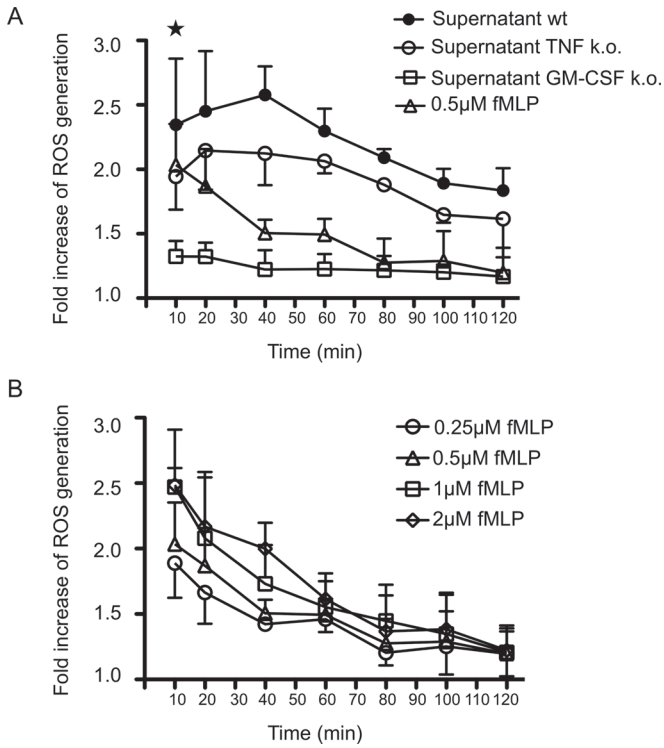 A
★
Supernatant wt
Supernatant TNF k.o.
Supernatant GM-CSF k.o.
0.5µM fMLP
Fold increase of ROS generation
3.0
2.5
2.0
1.5
1.0
10 20 30 40 50 60 70 80 90 100 110 120
Time (min)
B
0.25µM fMLP
0.5µM fMLP
1µM fMLP
2µM fMLP
Fold increase of ROS generation
3.0
2.5
2.0
1.5
1.0
10 20 30 40 50 60 70 80 90 100 110 120
Time (min)